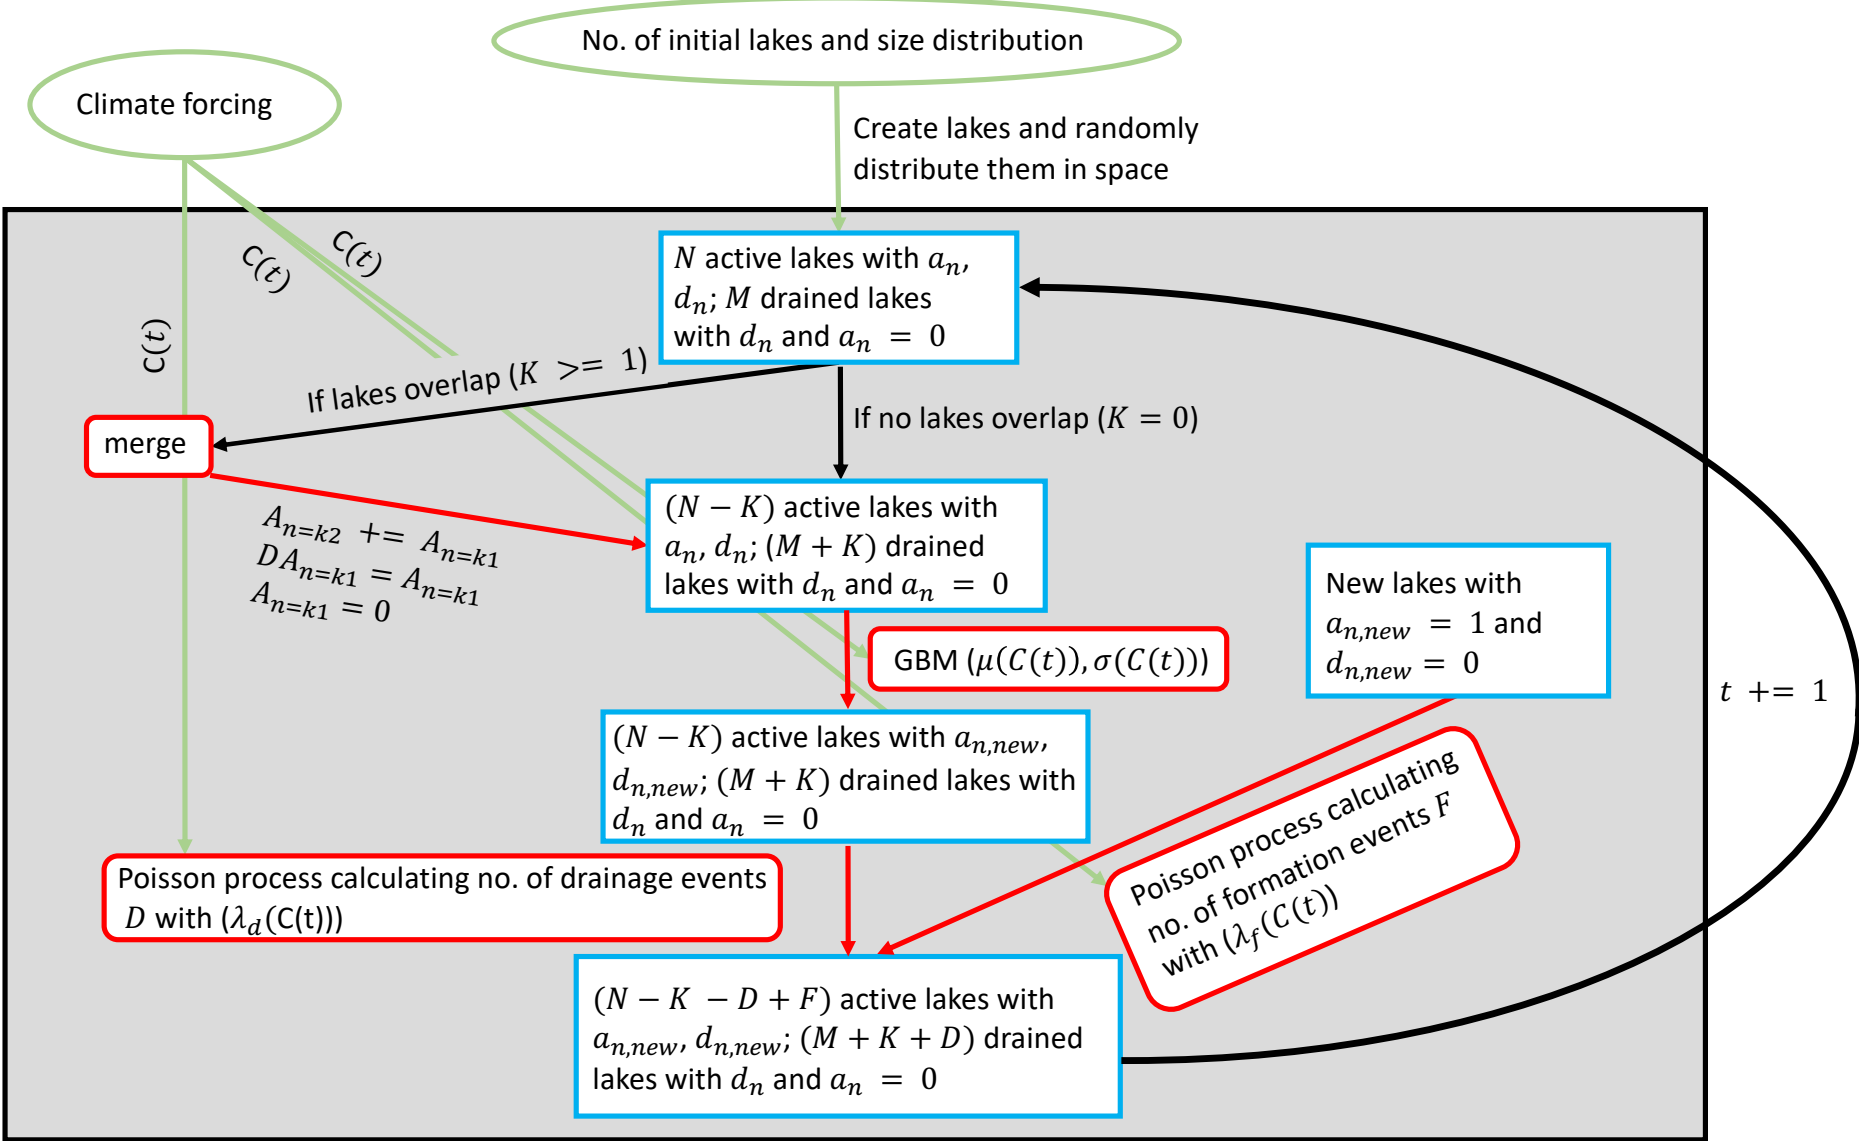 No. of initial lakes and size distribution
Climate forcing
Create lakes and randomly
distribute them in space
C(t)
C(t)
C(t)
N active lakes with a_n,
d_n; M drained lakes
with d_n and a_n = 0
If lakes overlap (K >= 1)
If no lakes overlap (K = 0)
merge
A_{n=k2} += A_{n=k1}
DA_{n=k1} = A_{n=k1}
A_{n=k1} = 0
(N − K) active lakes with
a_n, d_n; (M + K) drained
lakes with d_n and a_n = 0
New lakes with
a_{n,new} = 1 and
d_{n,new} = 0
GBM (μ(C(t)), σ(C(t)))
t += 1
(N − K) active lakes with a_{n,new},
d_{n,new}; (M + K) drained lakes with
d_n and a_n = 0
Poisson process calculating
no. of formation events F
with (λ_f(C(t))
Poisson process calculating no. of drainage events
D with (λ_d(C(t)))
(N − K − D + F) active lakes with
a_{n,new}, d_{n,new}; (M + K + D) drained
lakes with d_n and a_n = 0